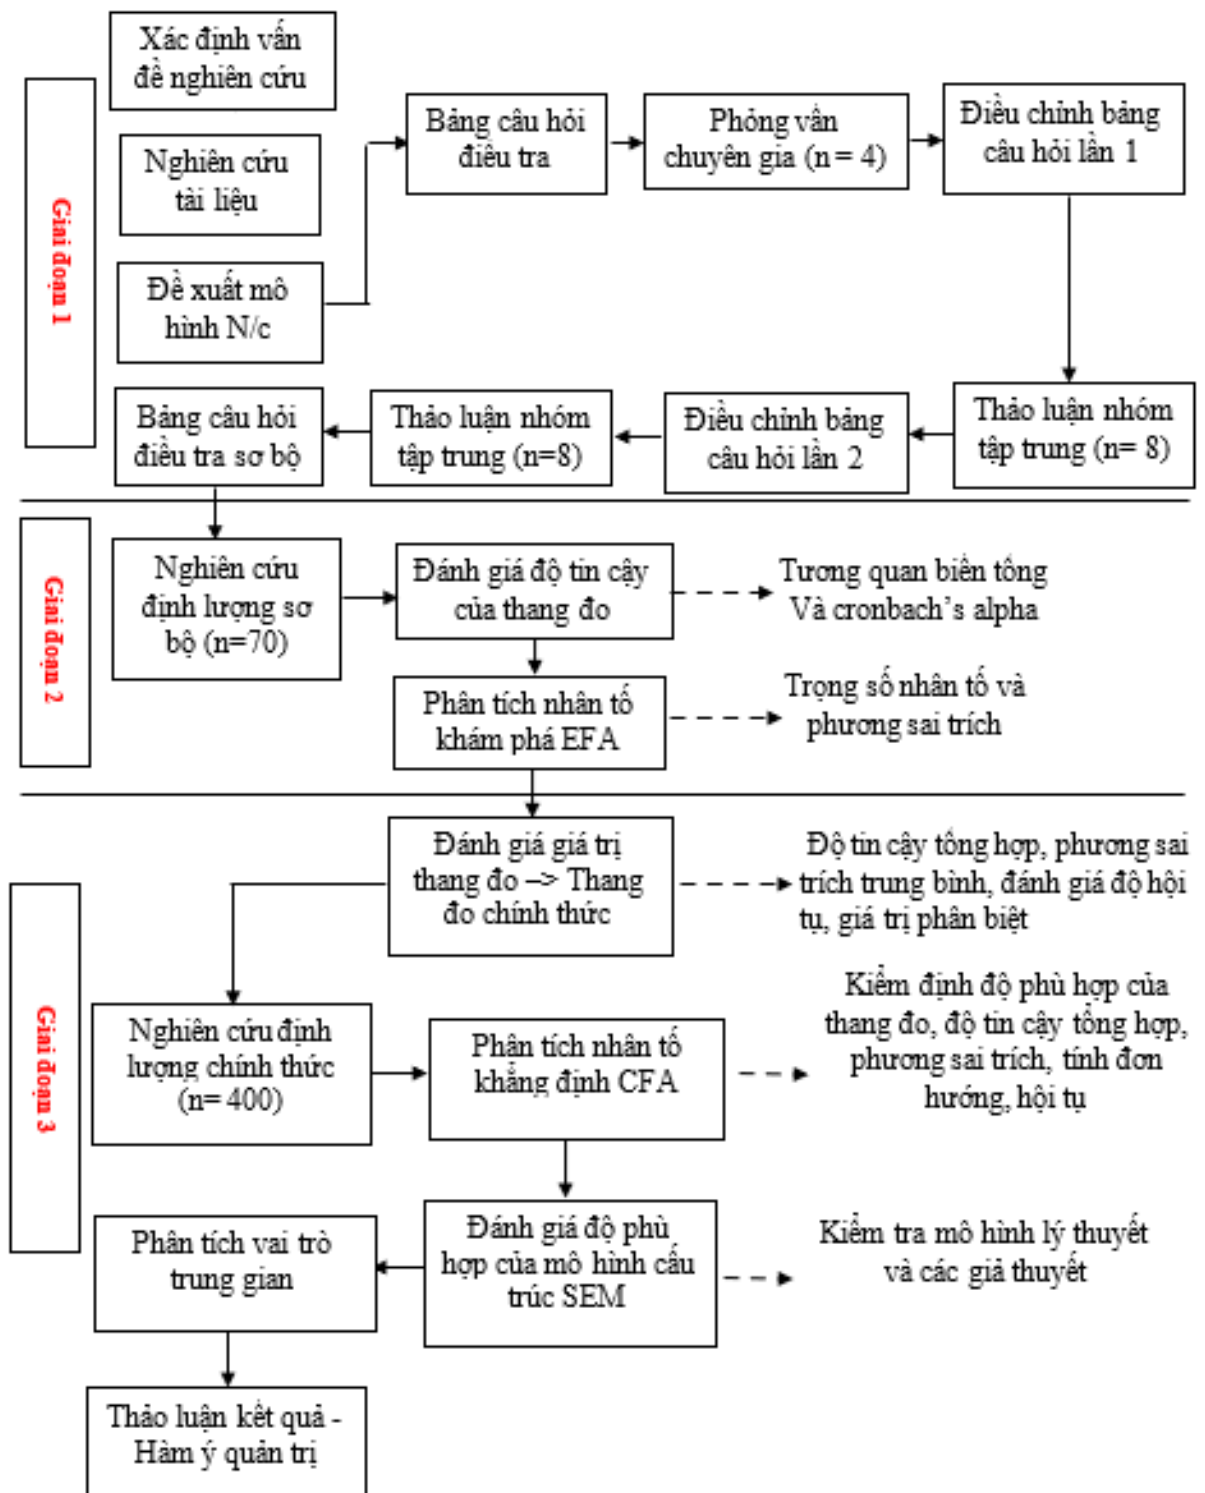 Giai đoạn 1
Xác định vấn
đề nghiên cứu
Nghiên cứu
tài liệu
Đề xuất mô
hình N/c
Bảng câu hỏi
điều tra
Phỏng vấn
chuyên gia (n = 4)
Điều chỉnh bảng
câu hỏi lần 1
Thảo luận nhóm
tập trung (n= 8)
Điều chỉnh bảng
câu hỏi lần 2
Thảo luận nhóm
tập trung (n=8)
Bảng câu hỏi
điều tra sơ bộ
Giai đoạn 2
Nghiên cứu
định lượng sơ
bộ (n=70)
Đánh giá độ tin cậy
của thang đo
Tương quan biến tổng
Và cronbach’s alpha
Phân tích nhân tố
khám phá EFA
Trọng số nhân tố và
phương sai trích
Giai đoạn 3
Đánh giá giá trị
thang đo –> Thang
đo chính thức
Độ tin cậy tổng hợp, phương sai
trích trung bình, đánh giá độ hội
tụ, giá trị phân biệt
Nghiên cứu định
lượng chính thức
(n= 400)
Phân tích nhân tố
khẳng định CFA
Kiểm định độ phù hợp của
thang đo, độ tin cậy tổng hợp,
phương sai trích, tính đơn
hướng, hội tụ
Đánh giá độ phù
hợp của mô hình cấu
trúc SEM
Kiểm tra mô hình lý thuyết
và các giả thuyết
Phân tích vai trò
trung gian
Thảo luận kết quả -
Hàm ý quản trị